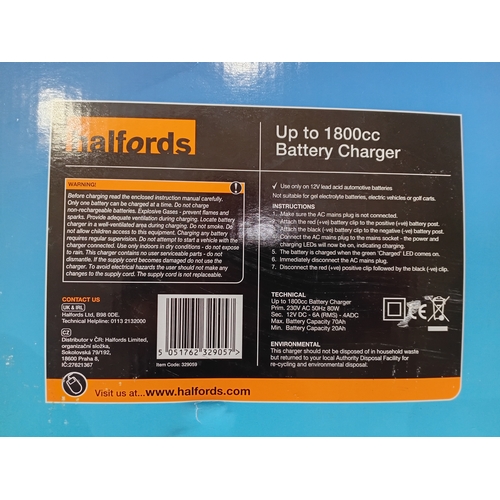 halfords
WARNING!
Before charging read the enclosed instruction manual carefully.
Only one battery can be charged at a time. Do not charge
non-rechargeable batteries. Explosive Gases - prevent flames and
sparks. Provide adequate ventilation during charging. Locate battery
charger in a well-ventilated area during charging. Do not smoke. Do
not allow children access to this equipment. Charging battery
requires regular supervision. Do not attempt to start a vehicle with the
charger connected. Use only indoors in dry conditions - do not expose
to rain. This charger contains no user serviceable parts - do not
dismantle. If the supply cord becomes damaged do not use the
charger. To avoid electrical hazards the user should not make any
changes to the supply cord. The supply cord cannot be replaced.
CONTACT US
UK & IRL
Halfords Ltd, B98 0DE.
Technical Helpline: 0113 2132000
CZ
Distributor v ČR: Halfords Limited,
organizační složka,
Sokolovská 79/192,
18600 Praha 8,
IČ:27621367
5 051762 329057 >
Item Code: 329059
Visit us at...www.halfords.com
Up to 1800cc
Battery Charger
✓ Use only on 12V lead acid automotive batteries
Not suitable for gel electrolyte batteries, electric vehicles or golf carts.
INSTRUCTIONS
1. Make sure the AC mains plug is not connected.
2. Attach the red (+ve) battery clip to the positive (+ve) battery post.
3. Attach the black (-ve) battery clip to the negative (-ve) battery post.
4. Connect the AC mains plug to the mains socket - the power and
charging LEDs will now be on, indicating charging.
5. The battery is charged when the green 'Charged' LED comes on.
6. Immediately disconnect the AC mains plug.
7. Disconnect the red (+ve) positive clip followed by the black (-ve) clip.
TECHNICAL
Up to 1800cc Battery Charger
Prim. 230V AC 50Hz 80W
Sec. 12V DC - 6A (RMS) - 4ADC
Max. Battery Capacity 70Ah
Min. Battery Capacity 20Ah
CE
ENVIRONMENTAL
This charger should not be disposed of in household waste
but returned to your local Authority Disposal Facility for
re-cycling and environmental disposal.